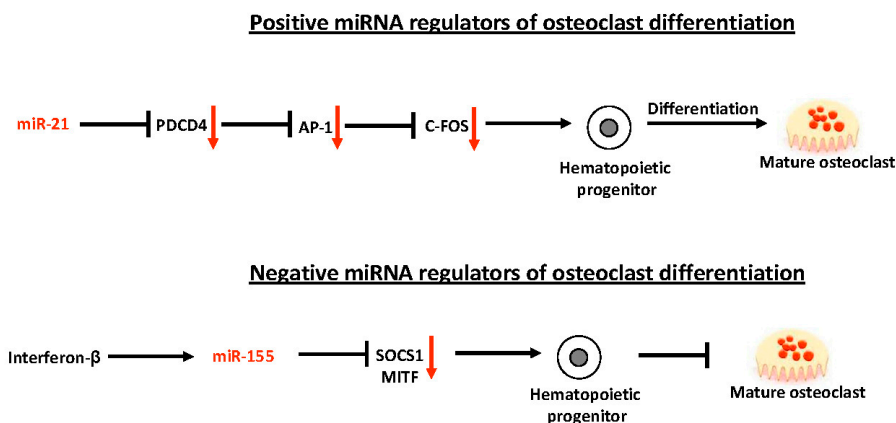 Positive miRNA regulators of osteoclast differentiation
miR-21 PDCD4 AP-1 C-FOS Differentiation
Hematopoietic
progenitor
Mature osteoclast
Negative miRNA regulators of osteoclast differentiation
Interferon-β miR-155 SOCS1
MITF
Hematopoietic
progenitor
Mature osteoclast